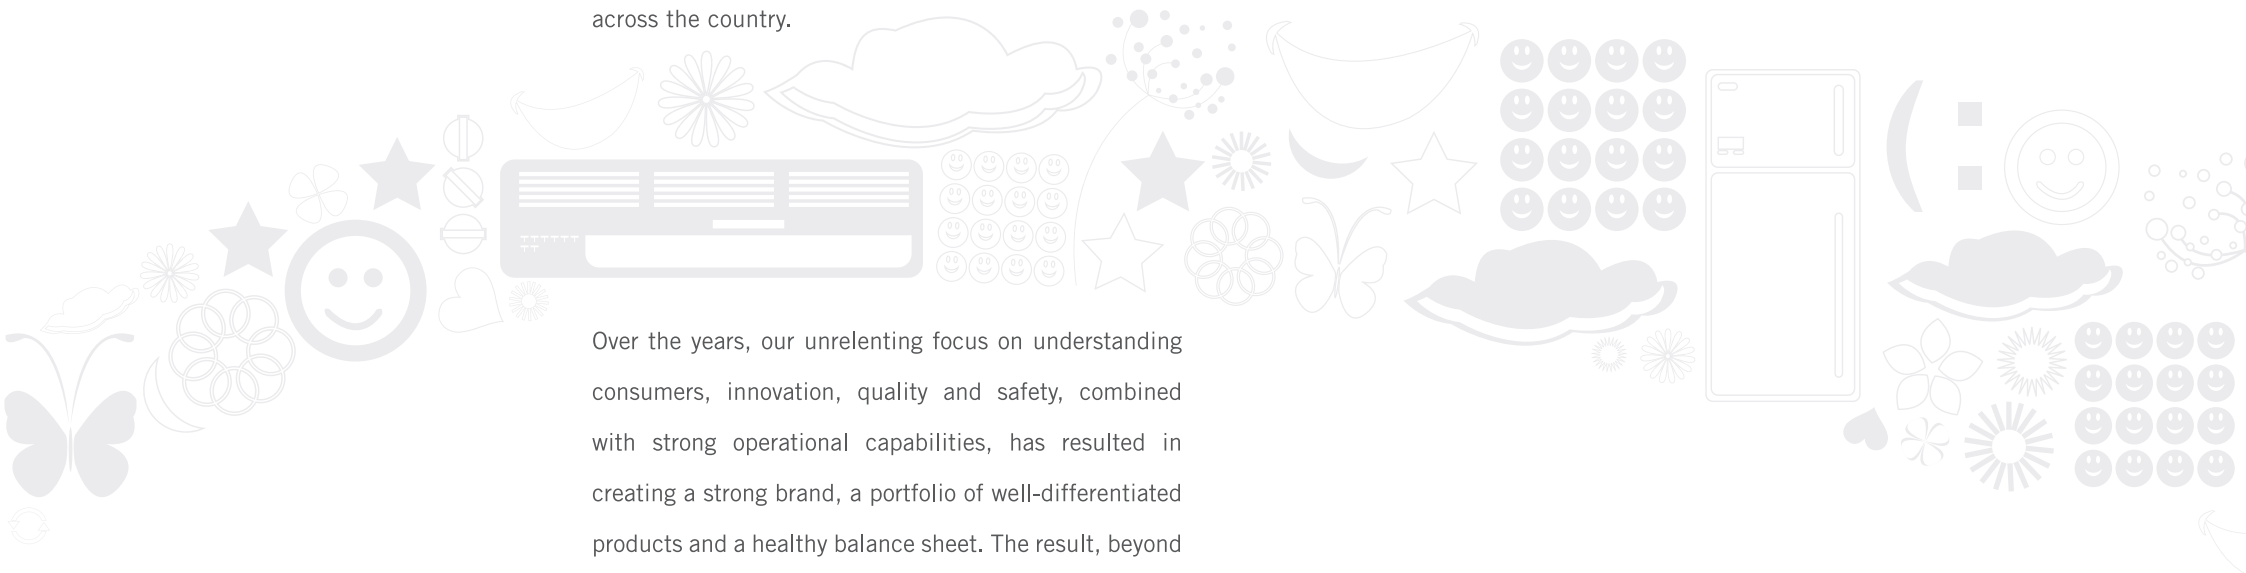 across the country.
Over the years, our unrelenting focus on understanding
consumers, innovation, quality and safety, combined
with strong operational capabilities, has resulted in
creating a strong brand, a portfolio of well-differentiated
products and a healthy balance sheet. The result, beyond